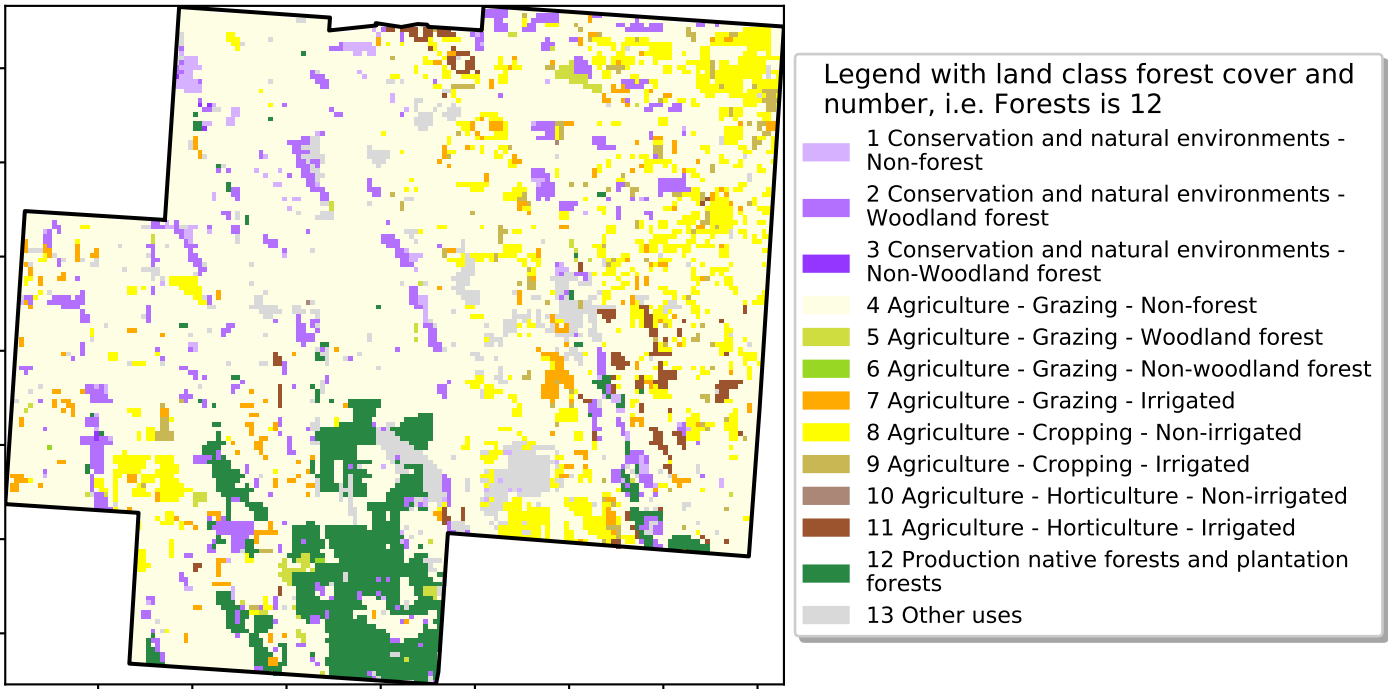 Legend with land class forest cover and
number, i.e. Forests is 12
1 Conservation and natural environments -
Non-forest
2 Conservation and natural environments -
Woodland forest
3 Conservation and natural environments -
Non-Woodland forest
4 Agriculture - Grazing - Non-forest
5 Agriculture - Grazing - Woodland forest
6 Agriculture - Grazing - Non-woodland forest
7 Agriculture - Grazing - Irrigated
8 Agriculture - Cropping - Non-irrigated
9 Agriculture - Cropping - Irrigated
10 Agriculture - Horticulture - Non-irrigated
11 Agriculture - Horticulture - Irrigated
12 Production native forests and plantation
forests
13 Other uses